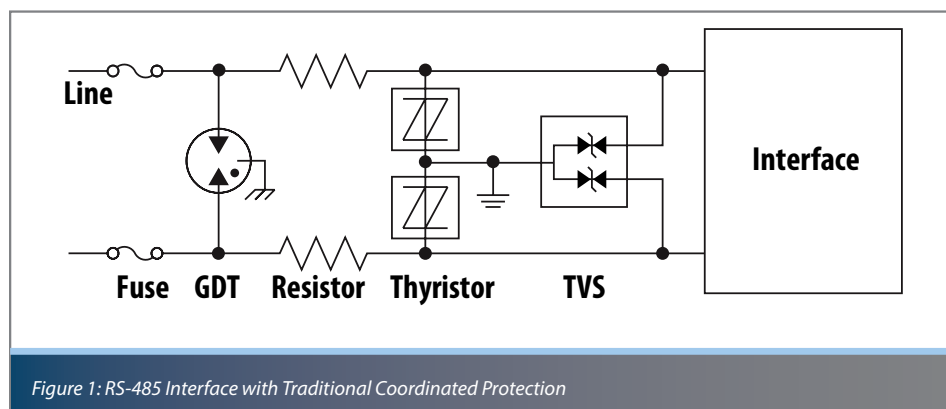 Line
Interface
Fuse GDT Resistor Thyristor TVS
Figure 1: RS-485 Interface with Traditional Coordinated Protection